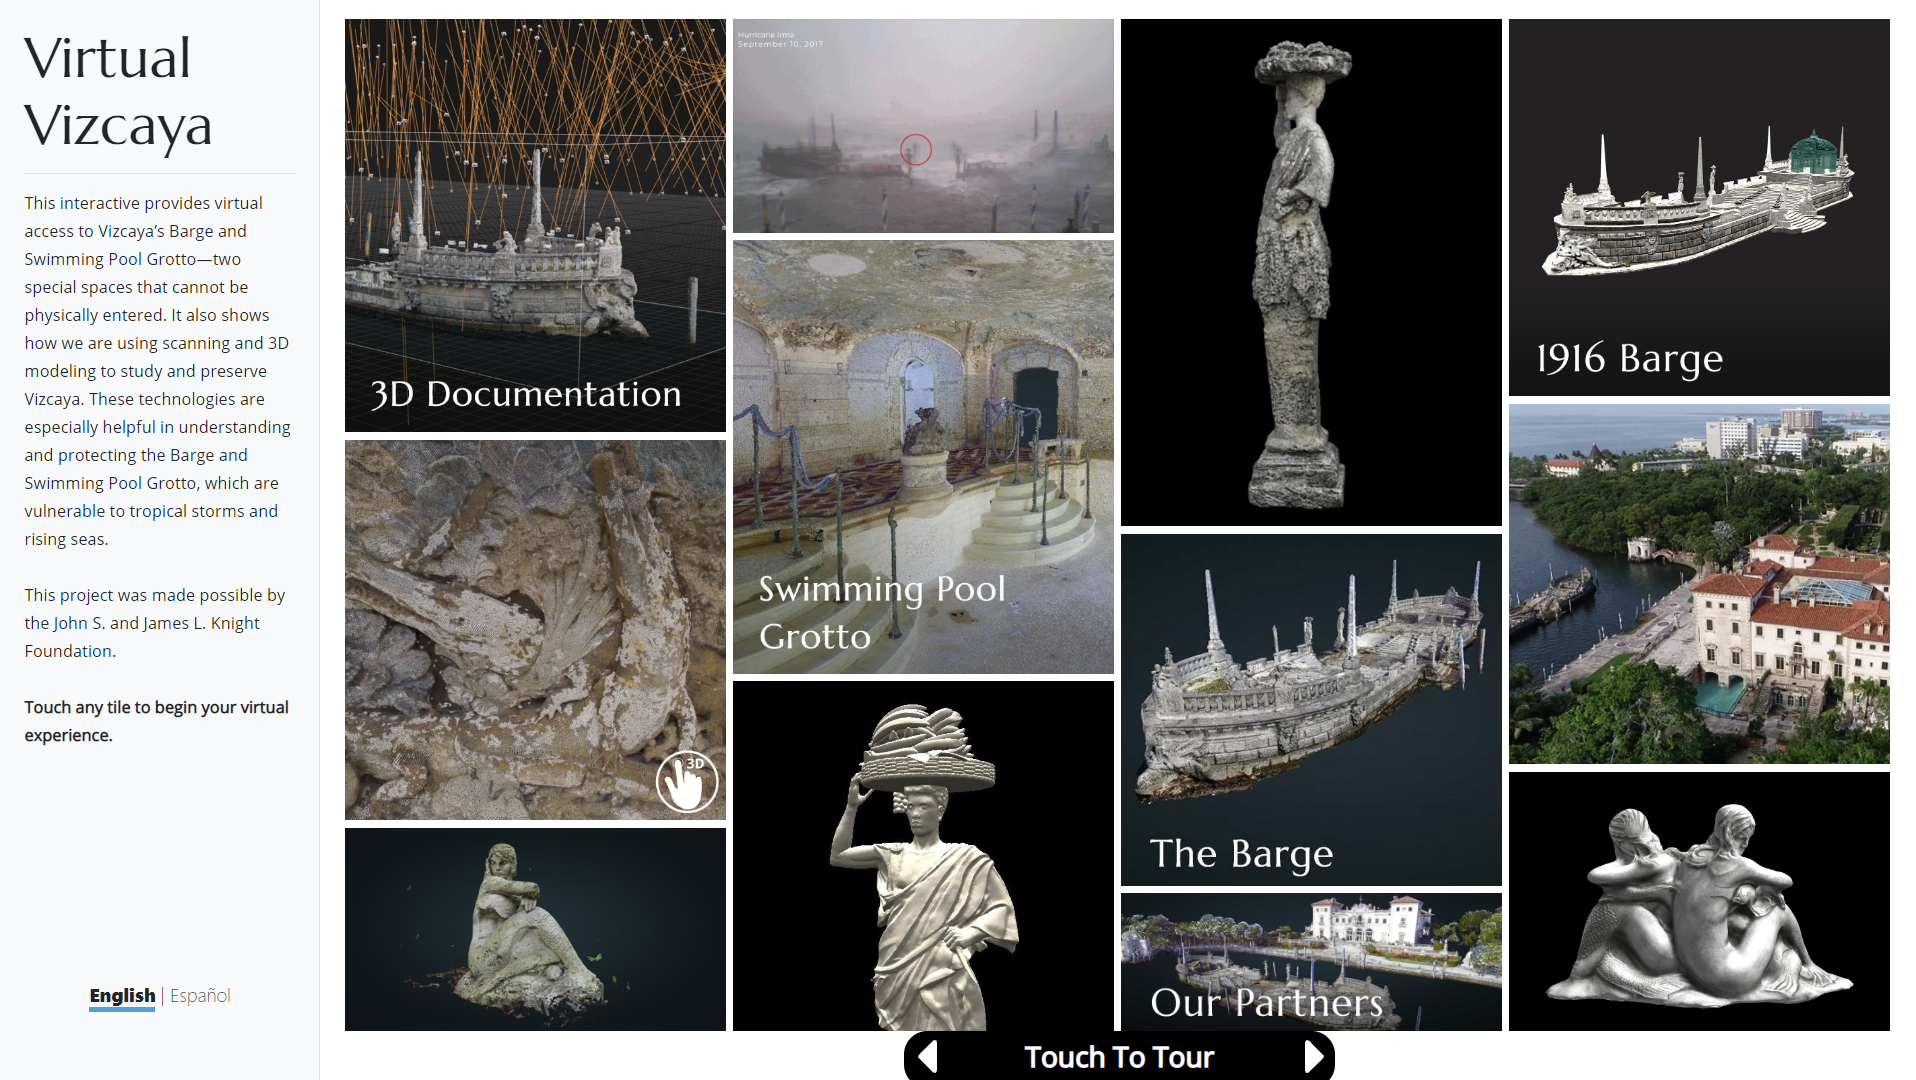 Virtual
Vizcaya
This interactive provides virtual
access to Vizcaya’s Barge and
Swimming Pool Grotto—two
special spaces that cannot be
physically entered. It also shows
how we are using scanning and 3D
modeling to study and preserve
Vizcaya. These technologies are
especially helpful in understanding
and protecting the Barge and
Swimming Pool Grotto, which are
vulnerable to tropical storms and
rising seas.
This project was made possible by
the John S. and James L. Knight
Foundation.
Touch any tile to begin your virtual
experience.
English | Español
3D Documentation
3D
Hurricane Irma
September 10, 2017
Swimming Pool
Grotto
The Barge
Our Partners
1916 Barge
Touch To Tour